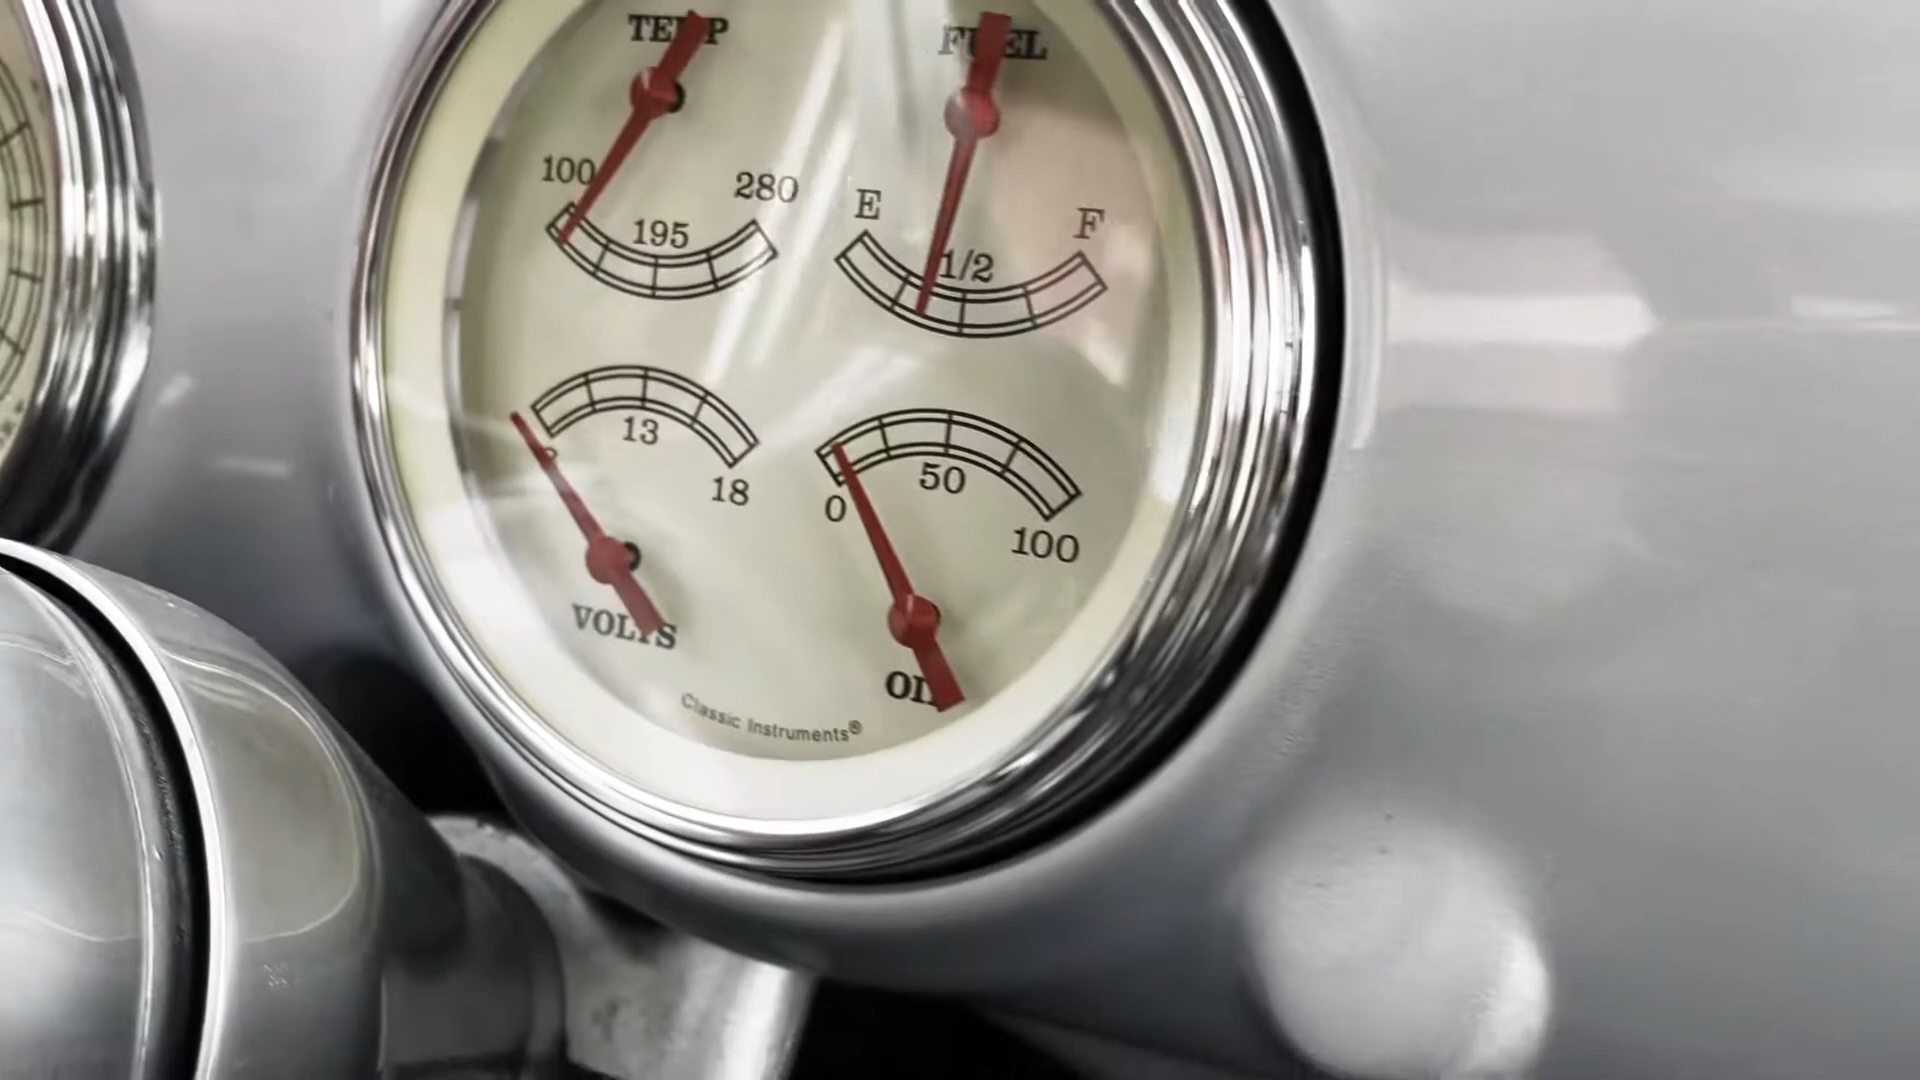 TEMP FUEL
100 195 280
E 1/2 F
13 18
0 50 100
VOLTS
OIL
Classic Instruments®